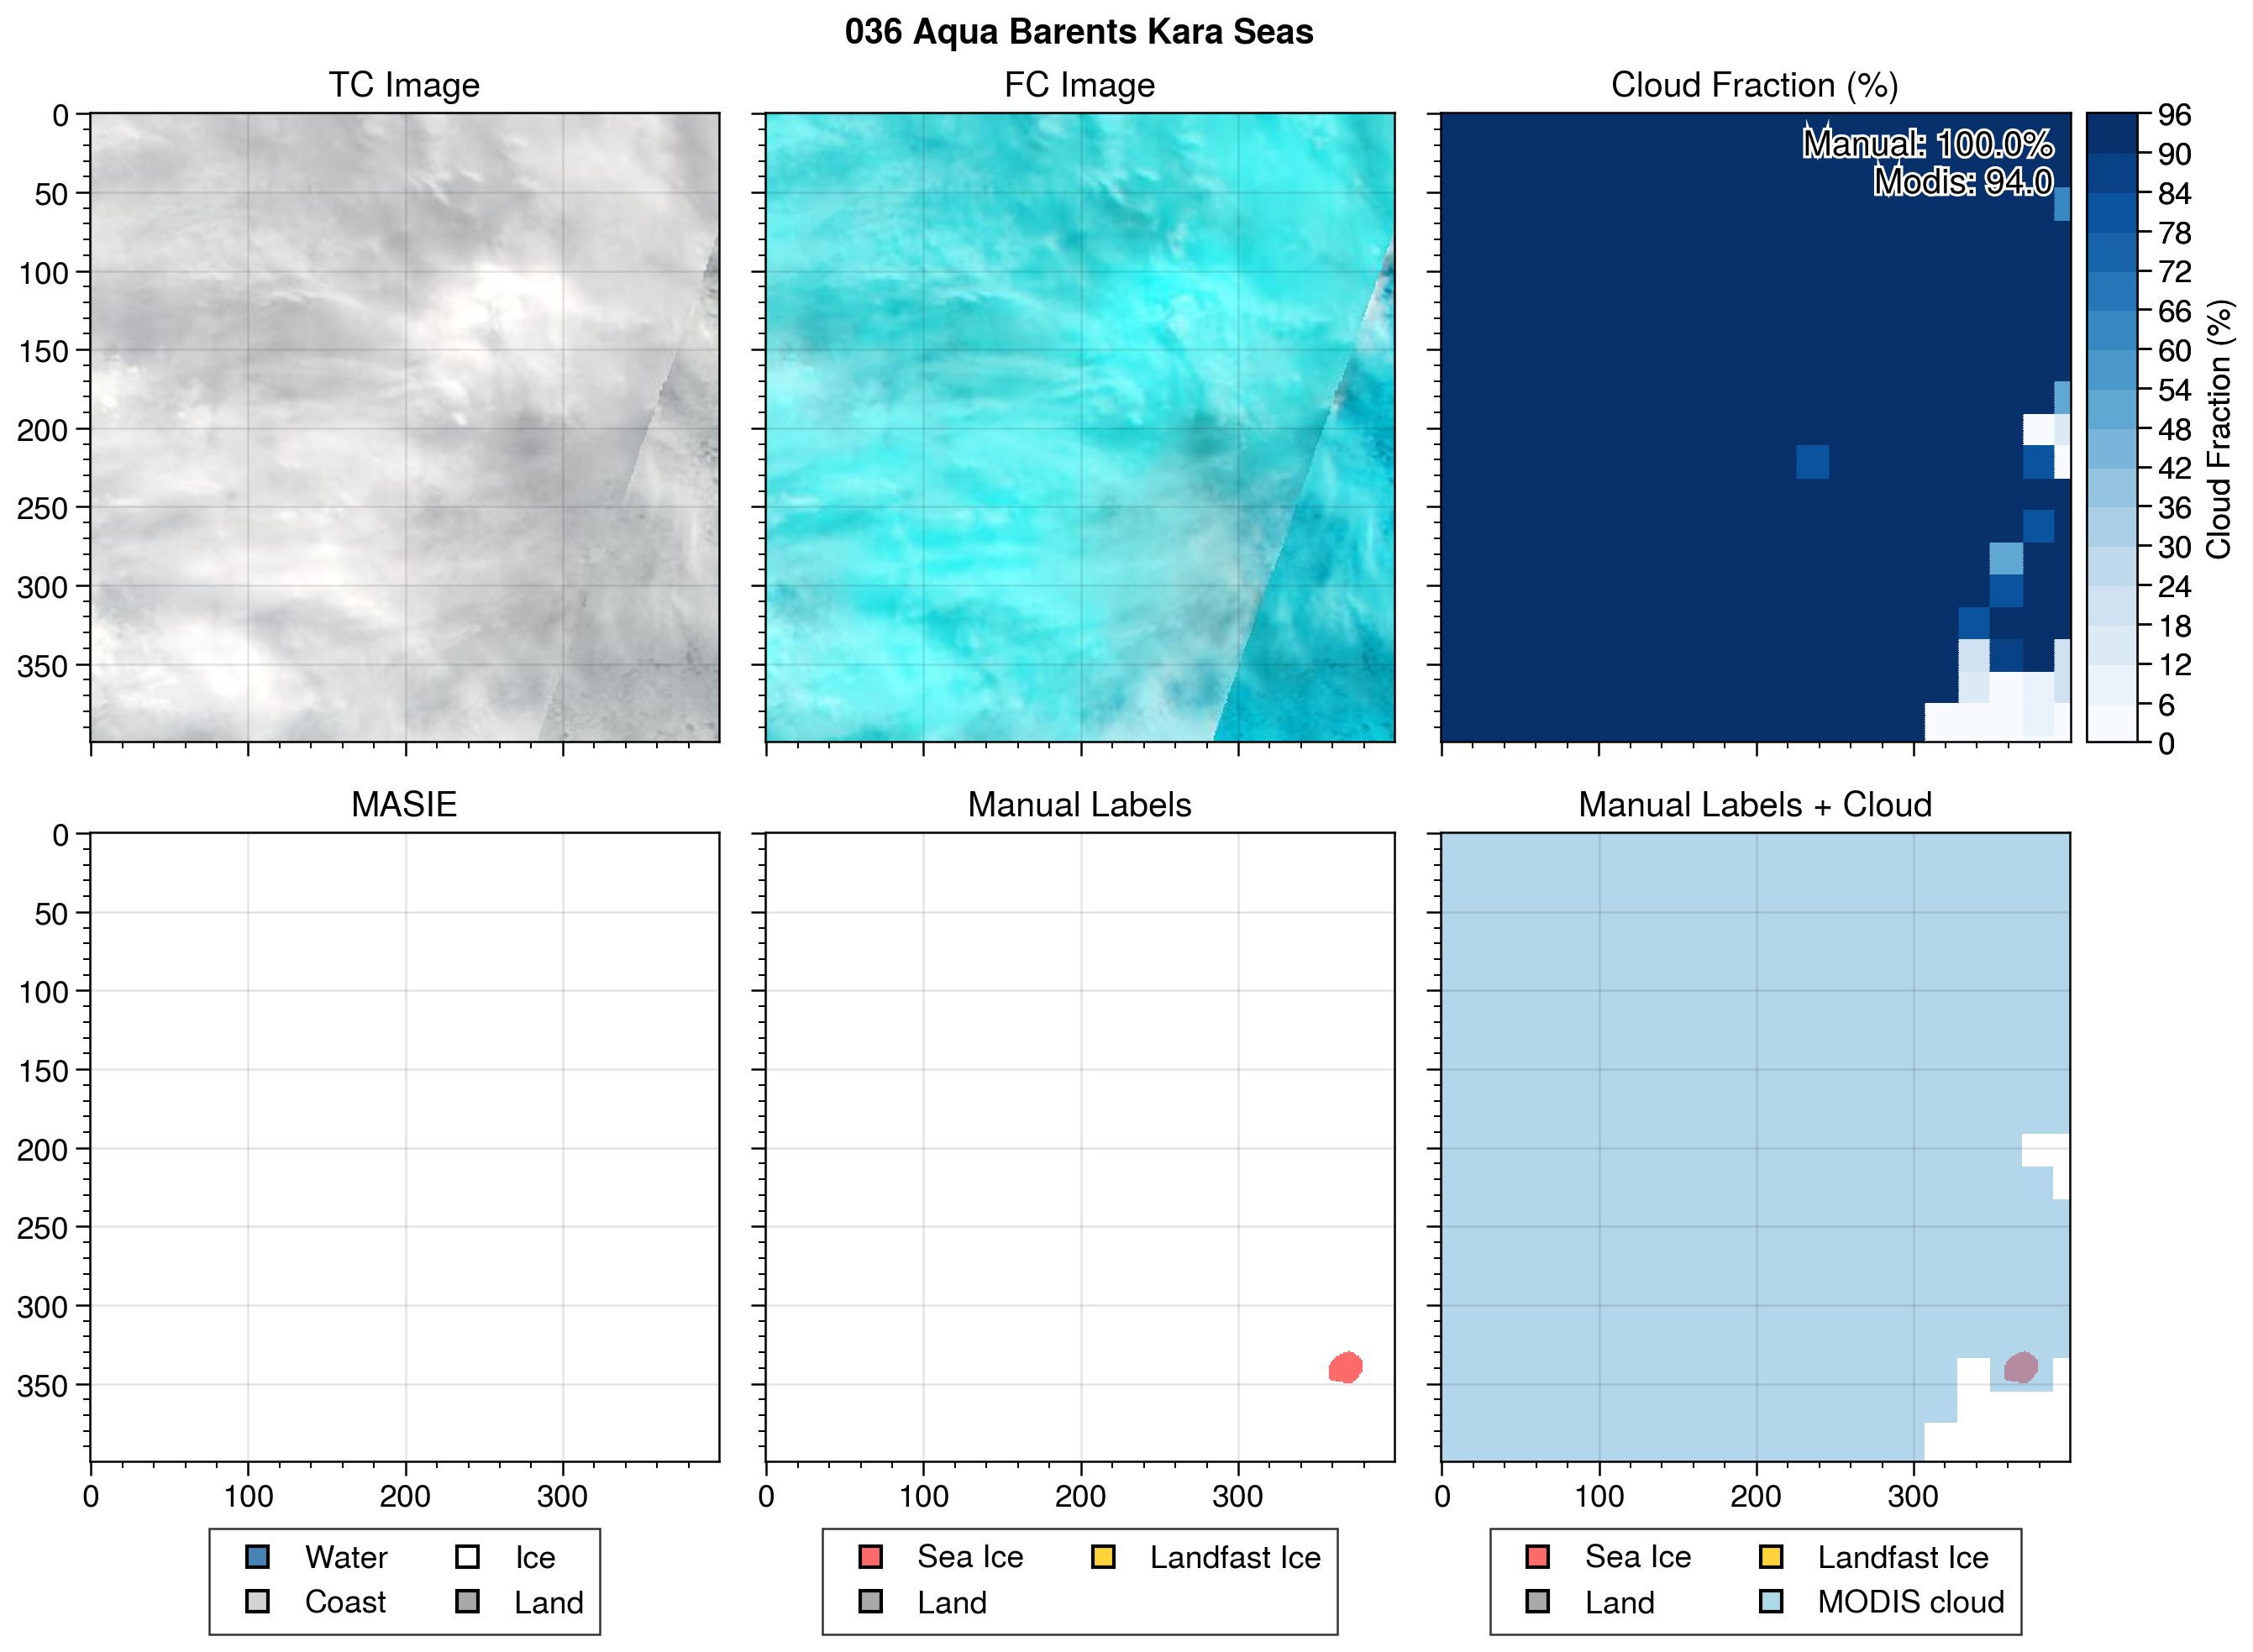 036 Aqua Barents Kara Seas
TC Image
FC Image
Cloud Fraction (%)
Manual: 100.0%
Modis: 94.0
0
50
100
150
200
250
300
350
96
90
84
78
72
66
60
54
48
42
36
30
24
18
12
6
0
Cloud Fraction (%)
MASIE
Manual Labels
Manual Labels + Cloud
0
50
100
150
200
250
300
350
0 100 200 300
0 100 200 300
0 100 200 300
Water Ice
Coast Land
Sea Ice Landfast Ice
Land
Sea Ice Landfast Ice
Land MODIS cloud